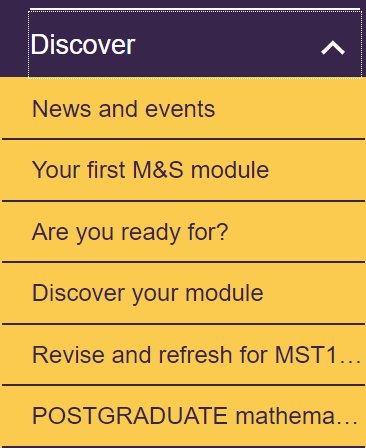 Discover
News and events
Your first M&S module
Are you ready for?
Discover your module
Revise and refresh for MST1...
POSTGRADUATE mathema...